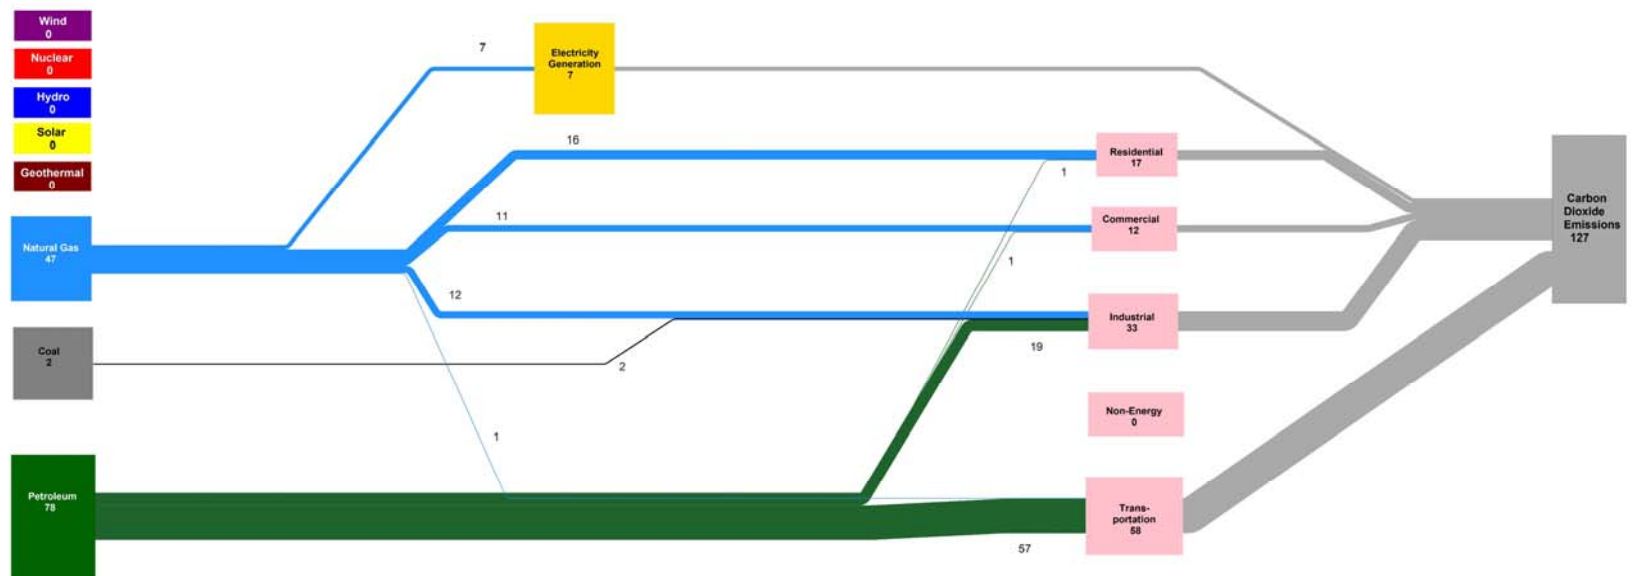 Wind
0
Nuclear
0
Hydro
0
Solar
0
Geothermal
0
Natural Gas
47
Coal
2
Petroleum
78
7
Electricity
Generation
7
16
11
12
1
2
1
1
19
57
Residential
17
Commercial
12
Industrial
33
Non-Energy
0
Trans-
portation
58
Carbon
Dioxide
Emissions
127